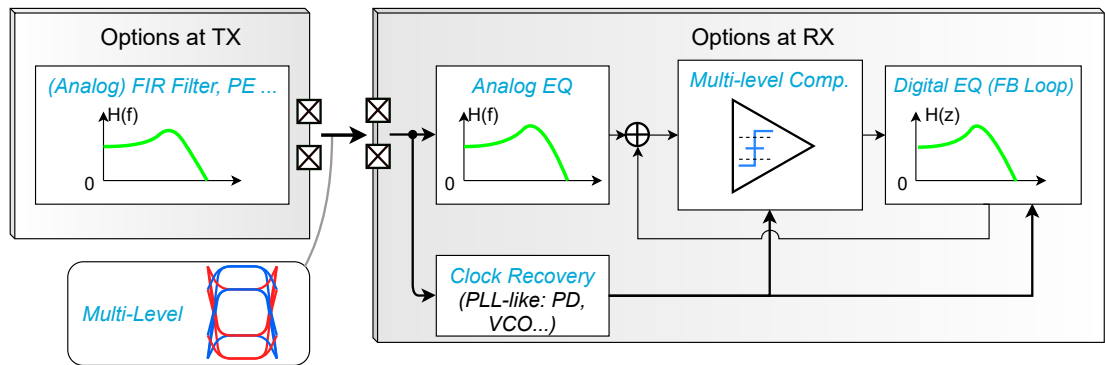 Options at TX
(Analog) FIR Filter, PE ...
H(f)
0
Multi-Level
Options at RX
Analog EQ
H(f)
0
Multi-level Comp.
Digital EQ (FB Loop)
H(z)
0
Clock Recovery
(PLL-like: PD,
VCO...)